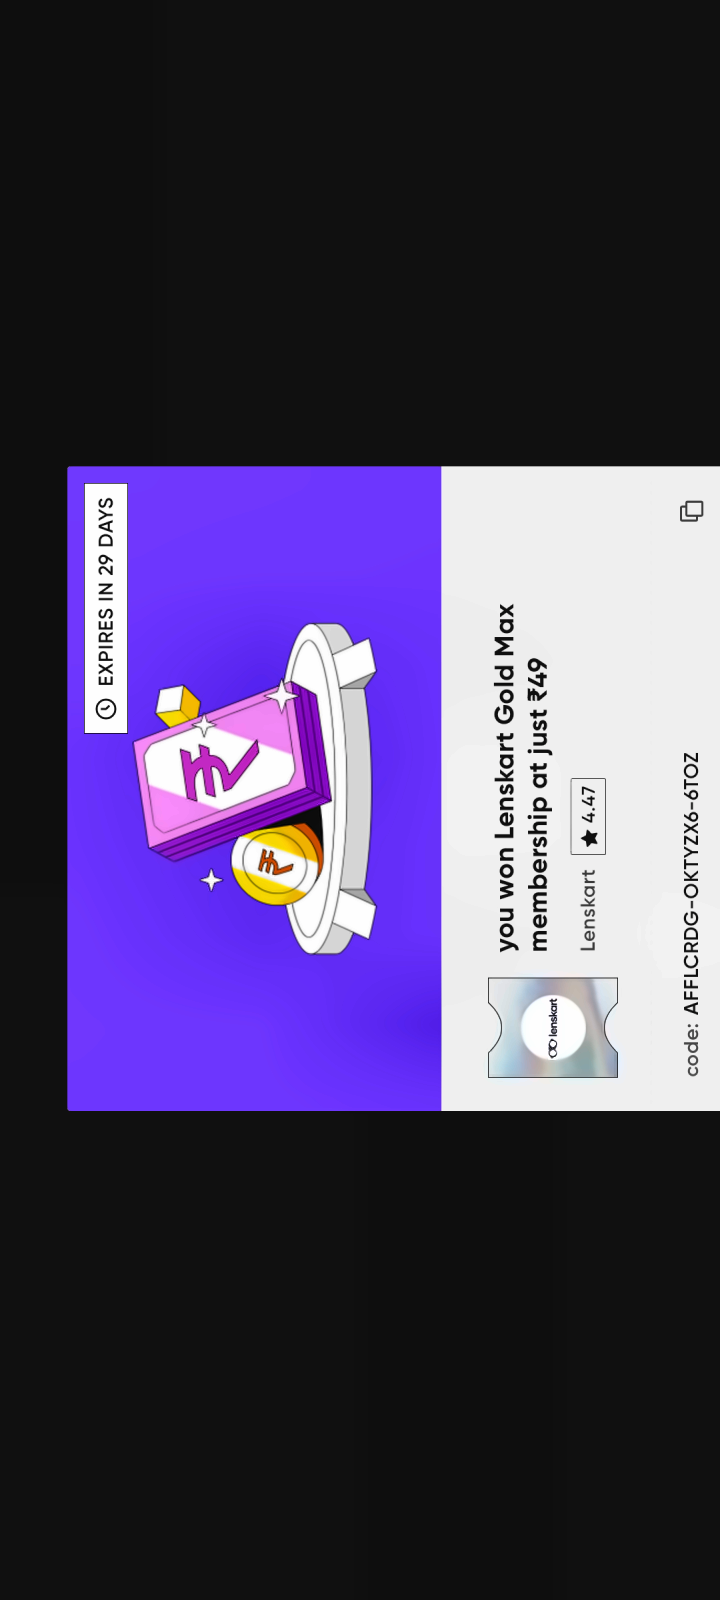 EXPIRES IN 29 DAYS
₹
₹
lenskart
you won Lenskart Gold Max
membership at just ₹49
Lenskart ★ 4.47
code: AFFLCRDG-OKTYZX6-6TOZ